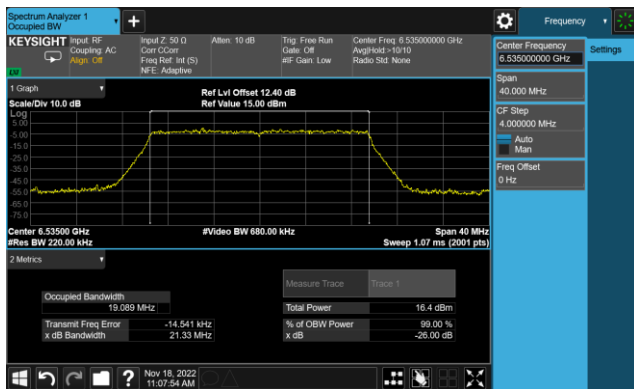 Spectrum Analyzer 1
Occupied BW
Frequency
KEYSIGHT
Input: RF
Coupling: AC
Align: Off
Input Z: 50 Ω
Corr CCorr
Freq Ref: Int (S)
NFE: Adaptive
Atten: 10 dB
Trig: Free Run
Gate: Off
#IF Gain: Low
Center Freq: 6.535000000 GHz
Avg|Hold:>10/10
Radio Std: None
Center Frequency
6.535000000 GHz
Settings
Span
40.000 MHz
CF Step
4.000000 MHz
Auto
Man
Freq Offset
0 Hz
1 Graph
Scale/Div 10.0 dB
Ref Lvl Offset 12.40 dB
Ref Value 15.00 dBm
Log
5.00
-5.00
-15.0
-25.0
-35.0
-45.0
-55.0
-65.0
-75.0
Center 6.53500 GHz
#Res BW 220.00 kHz
#Video BW 680.00 kHz
Span 40 MHz
Sweep 1.07 ms (2001 pts)
2 Metrics
Measure Trace
Trace 1
Occupied Bandwidth
19.089 MHz
Total Power
16.4 dBm
Transmit Freq Error
-14.541 kHz
% of OBW Power
99.00 %
x dB Bandwidth
21.33 MHz
x dB
-26.00 dB
?
Nov 18, 2022
11:07:54 AM